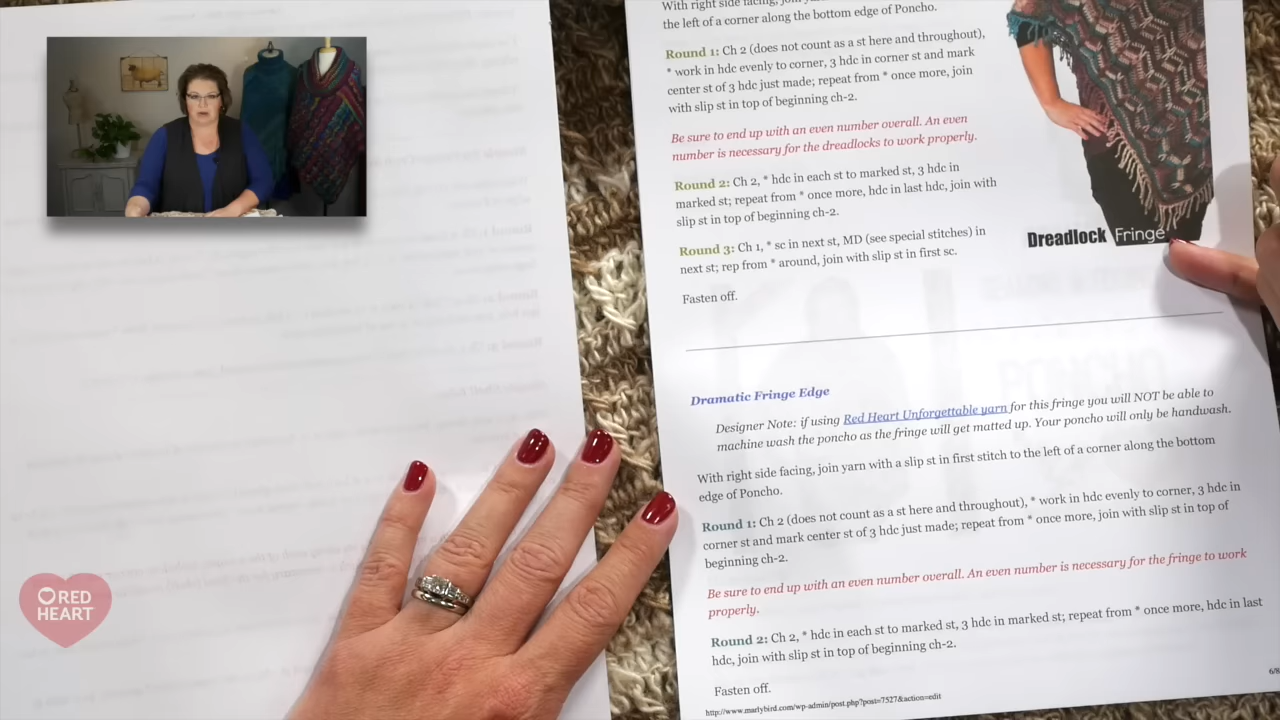 With right side facing, join
the left of a corner along the bottom edge of Poncho.
Round 1: Ch 2 (does not count as a st here and throughout),
* work in hdc evenly to corner, 3 hdc in corner st and mark
center st of 3 hdc just made; repeat from * once more, join
with slip st in top of beginning ch-2.
Be sure to end up with an even number overall. An even
number is necessary for the dreadlocks to work properly.
Round 2: Ch 2, * hdc in each st to marked st, 3 hdc in
marked st; repeat from * once more, hdc in last hdc, join with
slip st in top of beginning ch-2.
Round 3: Ch 1, * sc in next st, MD (see special stitches) in
next st; rep from * around, join with slip st in first sc.
Fasten off.
Dreadlock Fringe
Dramatic Fringe Edge
Designer Note: if using Red Heart Unforgettable yarn for this fringe you will NOT be able to
machine wash the poncho as the fringe will get matted up. Your poncho will only be handwash.
With right side facing, join yarn with a slip st in first stitch to the left of a corner along the bottom
edge of Poncho.
Round 1: Ch 2 (does not count as a st here and throughout), * work in hdc evenly to corner, 3 hdc in
corner st and mark center st of 3 hdc just made; repeat from * once more, join with slip st in top of
beginning ch-2.
Be sure to end up with an even number overall. An even number is necessary for the fringe to work
properly.
Round 2: Ch 2, * hdc in each st to marked st, 3 hdc in marked st; repeat from * once more, hdc in last
hdc, join with slip st in top of beginning ch-2.
Fasten off.
http://www.marlybird.com/wp-admin/post.php?post=7527&action=edit
RED
HEART